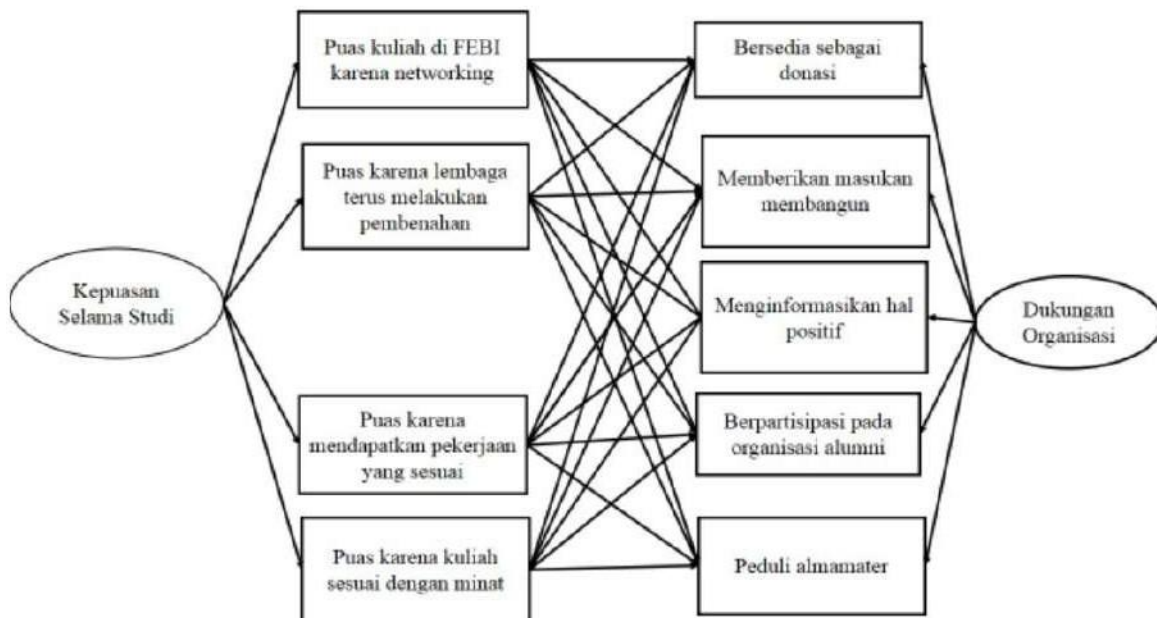 Kepuasan
Selama Studi
Puas kuliah di FEBI
karena networking
Puas karena lembaga
terus melakukan
pembenahan
Puas karena
mendapatkan pekerjaan
yang sesuai
Puas karena kuliah
sesuai dengan minat
Bersedia sebagai
donasi
Memberikan masukan
membangun
Menginformasikan hal
positif
Berpartisipasi pada
organisasi alumni
Peduli almamater
Dukungan
Organisasi